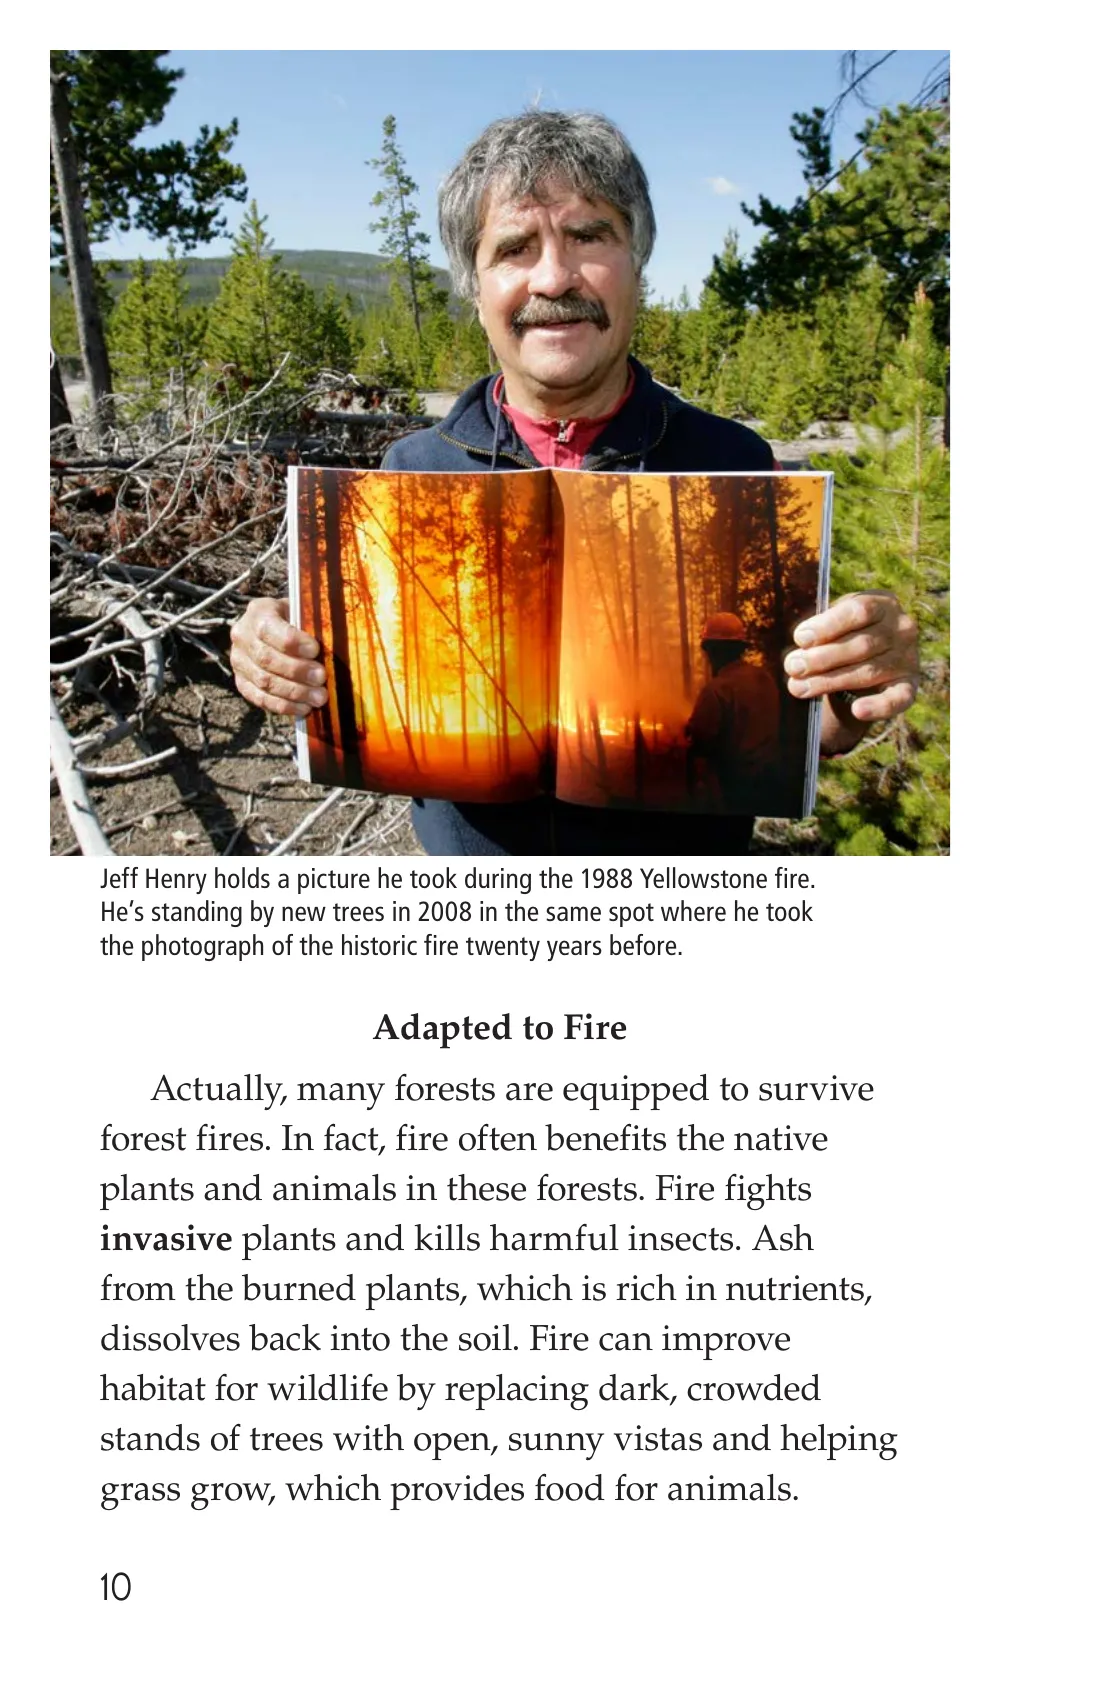 Jeff Henry holds a picture he took during the 1988 Yellowstone fire.
He’s standing by new trees in 2008 in the same spot where he took
the photograph of the historic fire twenty years before.
Adapted to Fire
Actually, many forests are equipped to survive
forest fires. In fact, fire often benefits the native
plants and animals in these forests. Fire fights
invasive plants and kills harmful insects. Ash
from the burned plants, which is rich in nutrients,
dissolves back into the soil. Fire can improve
habitat for wildlife by replacing dark, crowded
stands of trees with open, sunny vistas and helping
grass grow, which provides food for animals.
10